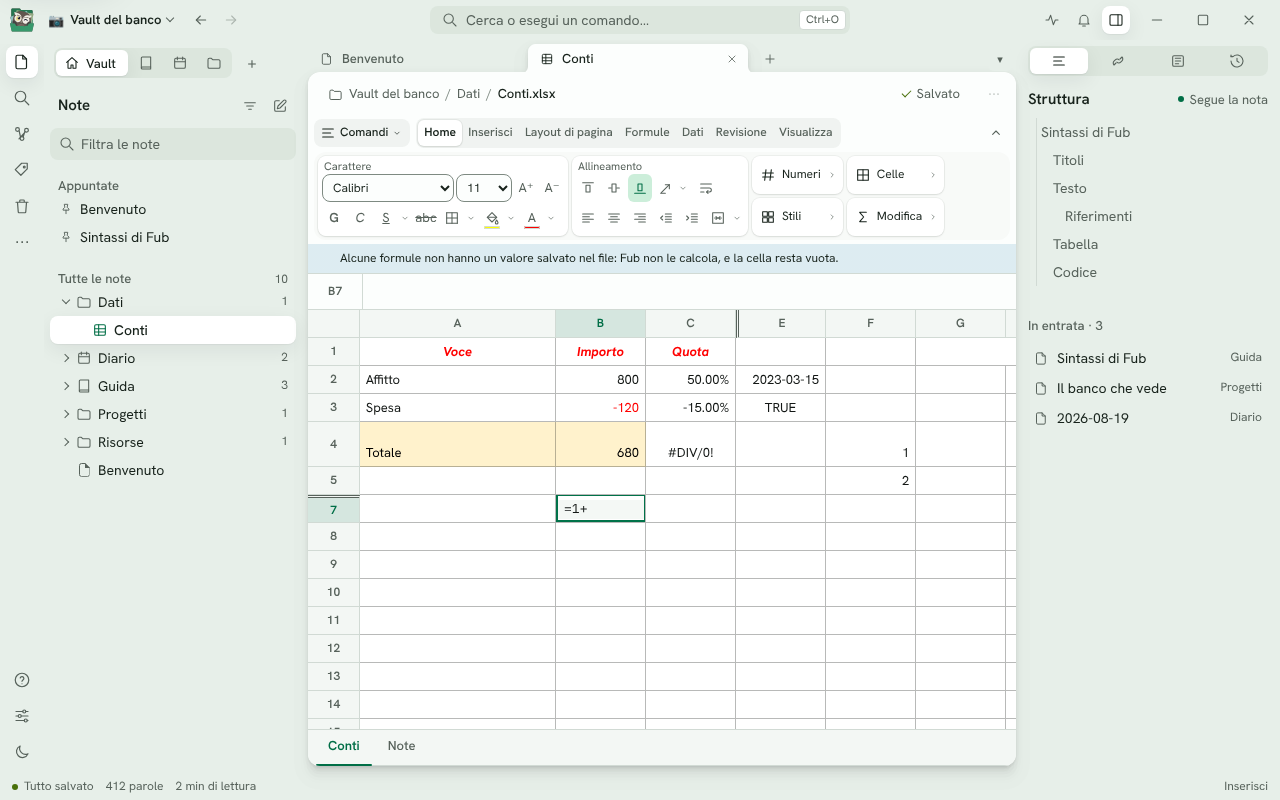 Vault del banco
Cerca o esegui un comando...
Ctrl+O
Vault
Benvenuto
Conti
Note
Filtra le note
Appuntate
Benvenuto
Sintassi di Fub
Tutte le note 10
Dati 1
Conti
Diario 2
Guida 3
Progetti 1
Risorse 1
Benvenuto
Vault del banco / Dati / Conti.xlsx
Salvato
Comandi
Home Inserisci Layout di pagina Formule Dati Revisione Visualizza
Carattere
Calibri 11 A⁺ A⁻
G C S abc A
Allineamento
Numeri
Celle
Stili
Modifica
Alcune formule non hanno un valore salvato nel file: Fub non le calcola, e la cella resta vuota.
B7
A B C E F G
1 Voce Importo Quota
2 Affitto 800 50.00% 2023-03-15
3 Spesa -120 -15.00% TRUE
4 Totale 680 #DIV/0! 1
5 2
7 =1+
8
9
10
11
12
13
14
Conti Note
Struttura
Segue la nota
Sintassi di Fub
Titoli
Testo
Riferimenti
Tabella
Codice
In entrata · 3
Sintassi di Fub Guida
Il banco che vede Progetti
2026-08-19 Diario
Tutto salvato 412 parole 2 min di lettura
Inserisci